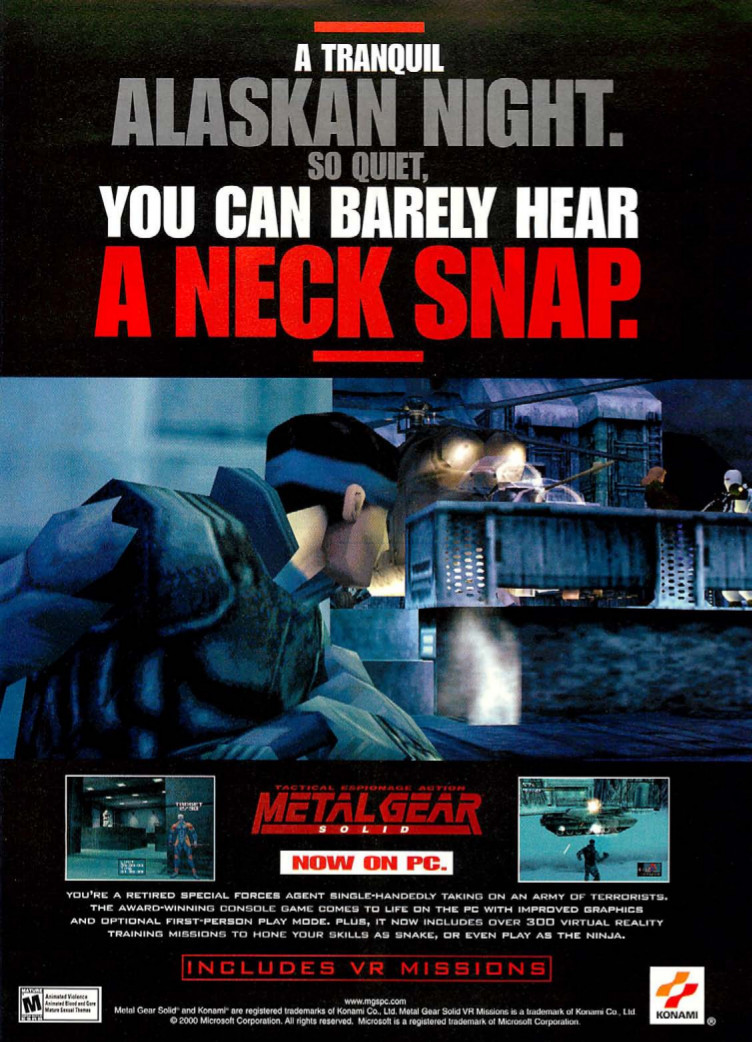 A TRANQUIL
ALASKAN NIGHT.
SO QUIET,
YOU CAN BARELY HEAR
A NECK SNAP.
TACTICAL ESPIONAGE ACTION
METAL GEAR
SOLID
NOW ON PC.
YOU'RE A RETIRED SPECIAL FORCES AGENT SINGLE-HANDEDLY TAKING ON AN ARMY OF TERRORISTS.
THE AWARD-WINNING CONSOLE GAME COMES TO LIFE ON THE PC WITH IMPROVED GRAPHICS
AND OPTIONAL FIRST-PERSON PLAY MODE. PLUS, IT NOW INCLUDES OVER 300 VIRTUAL REALITY
TRAINING MISSIONS TO HONE YOUR SKILLS AS SNAKE, OR EVEN PLAY AS THE NINJA.
INCLUDES VR MISSIONS
MATURE
M
Animated Violence
Animated Blood and Gore
Mature Sexual Themes
ESRB
www.mgspc.com
Metal Gear Solid® and Konami® are registered trademarks of Konami Co., Ltd. Metal Gear Solid VR Missions is a trademark of Konami Co., Ltd.
© 2000 Microsoft Corporation. All rights reserved. Microsoft is a registered trademark of Microsoft Corporation.
KONAMI ®